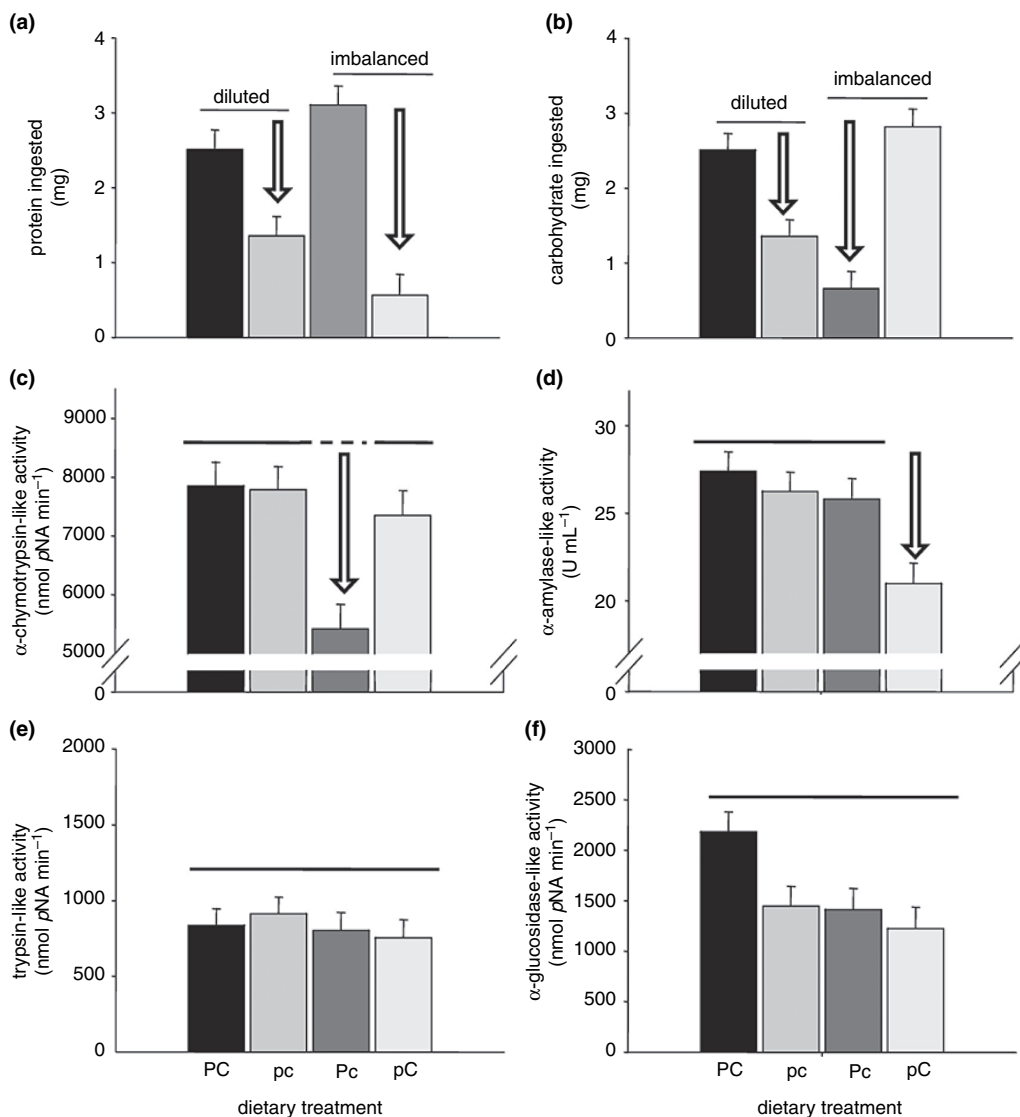 (a)
4
3
2
1
0
protein ingested
(mg)
diluted
imbalanced
(b)
4
3
2
1
0
carbohydrate ingested
(mg)
diluted
imbalanced
(c)
9000
8000
7000
6000
5000
0
α-chymotrypsin-like activity
(nmol pNA min⁻¹)
(d)
30
25
20
0
α-amylase-like activity
(U mL⁻¹)
(e)
2000
1500
1000
500
0
trypsin-like activity
(nmol pNA min⁻¹)
PC pc Pc pC
dietary treatment
(f)
3000
2500
2000
1500
1000
500
0
α-glucosidase-like activity
(nmol pNA min⁻¹)
PC pc Pc pC
dietary treatment